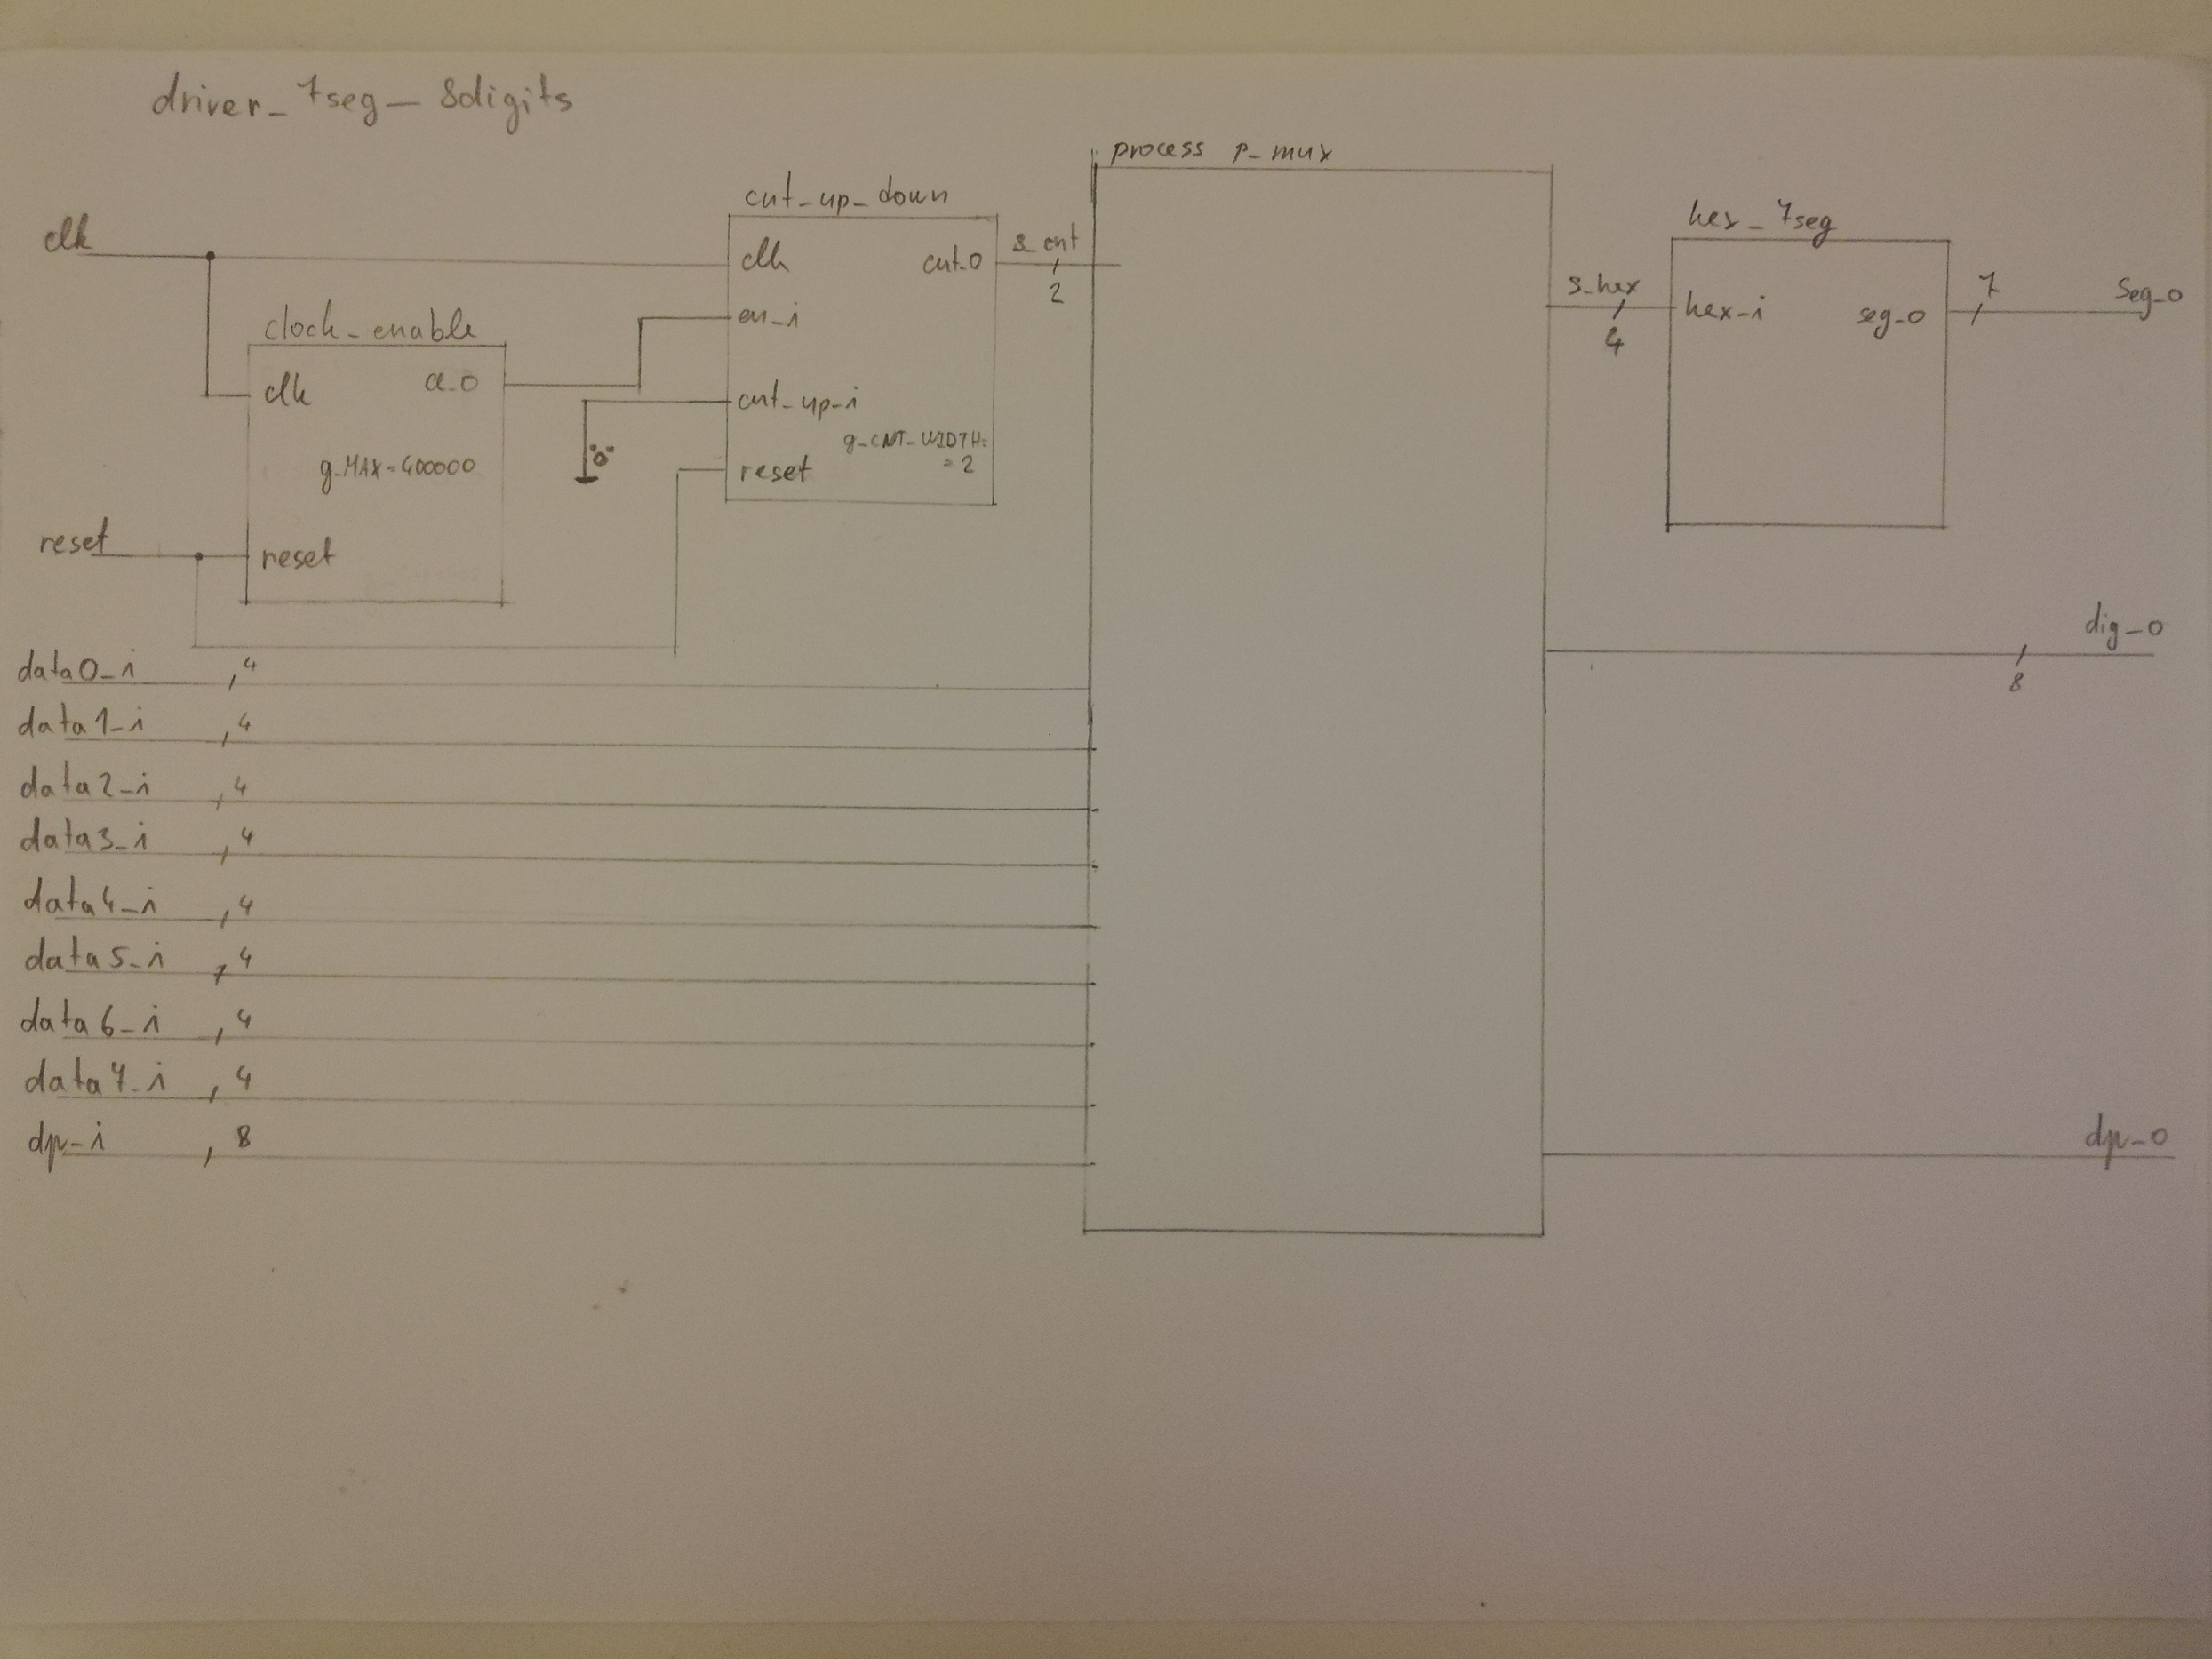 driver_7seg_8digits
process p_mux
cnt_up_down
hex_7seg
clk
clk
cnt_o
s_cnt
2
en_i
cnt_up_i
"0"
g_CNT_WIDTH=
=2
reset
clock_enable
clk
ce_o
g_MAX=400000
reset
reset
s_hex
4
hex_i
seg_o
7
seg_o
dig_o
8
data0_i 4
data1_i 4
data2_i 4
data3_i 4
data4_i 4
data5_i 4
data6_i 4
data7_i 4
dp_i 8
dp_o